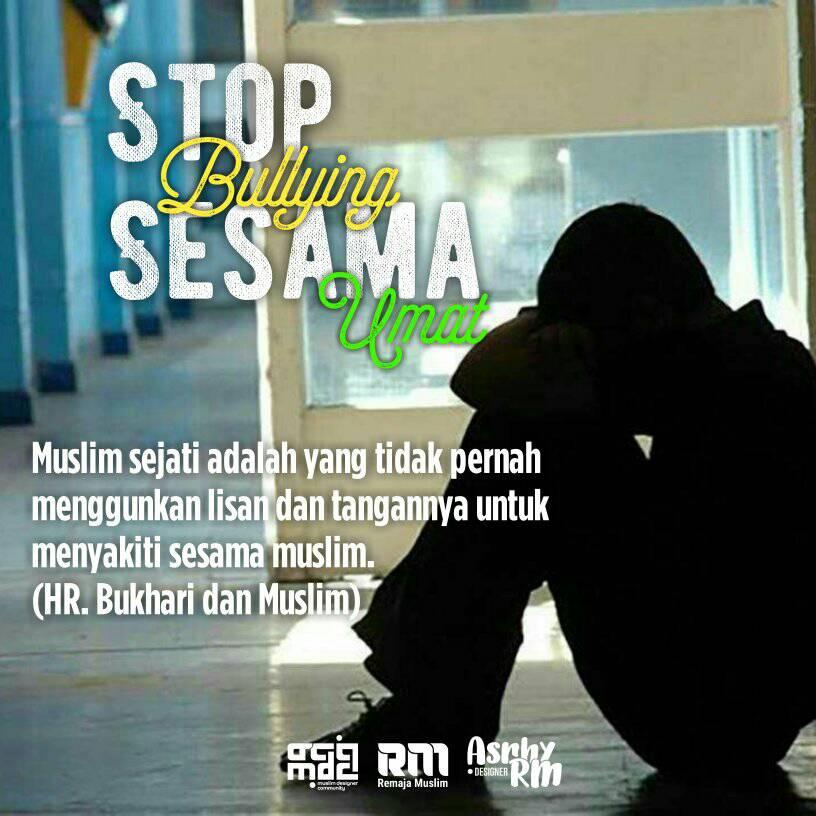 STOP
Bullying
SESAMA
Umat
Muslim sejati adalah yang tidak pernah
menggunkan lisan dan tangannya untuk
menyakiti sesama muslim.
(HR. Bukhari dan Muslim)
muslim designer
community
RM
Remaja Muslim
Asrhy
•DESIGNER RM